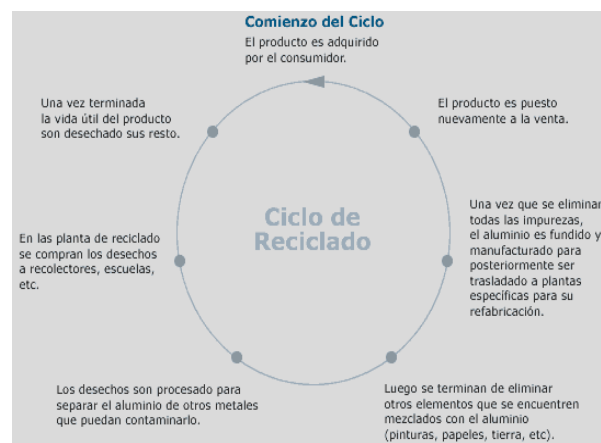 Comienzo del Ciclo
El producto es adquirido
por el consumidor.
Una vez terminada
la vida útil del producto
son desechado sus resto.
En las planta de reciclado
se compran los desechos
a recolectores, escuelas,
etc.
Los desechos son procesado para
separar el aluminio de otros metales
que puedan contaminarlo.
Luego se terminan de eliminar
otros elementos que se encuentren
mezclados con el aluminio
(pinturas, papeles, tierra, etc).
Una vez que se eliminan
todas las impurezas,
el aluminio es fundido y
manufacturado para
posteriormente ser
trasladado a plantas
específicas para su
refabricación.
El producto es puesto
nuevamente a la venta.
Ciclo de
Reciclado